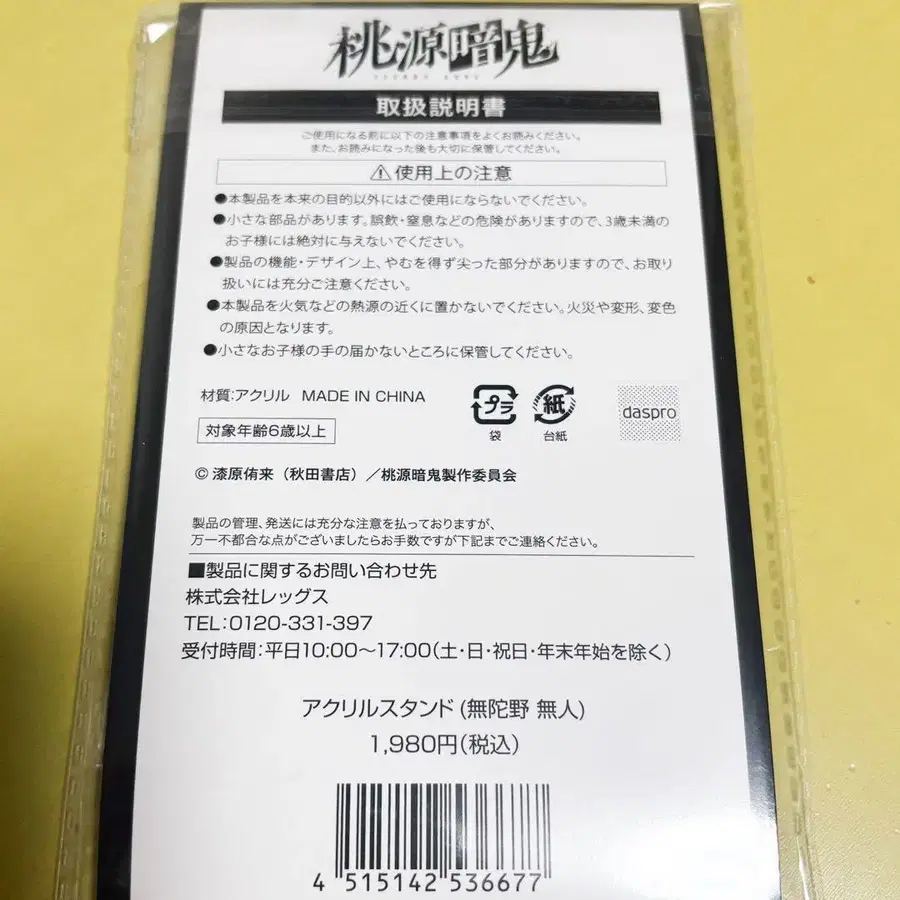 桃源暗鬼
取扱説明書
ご使用になる前に以下の注意事項をよくお読みください。
また、お読みになった後も大切に保管してください。
⚠使用上の注意
●本製品を本来の目的以外にはご使用にならないでください。
●小さな部品があります。誤飲・窒息などの危険がありますので、3歳未満の
お子様には絶対に与えないでください。
●製品の機能・デザイン上、やむを得ず尖った部分がありますので、お取り
扱いには充分ご注意ください。
●本製品を火気などの熱源の近くに置かないでください。火災や変形、変色
の原因となります。
●小さなお子様の手の届かないところに保管してください。
材質:アクリル MADE IN CHINA
プラ
袋
紙
台紙
daspro
対象年齢6歳以上
© 漆原侑来（秋田書店）／桃源暗鬼製作委員会
製品の管理、発送には充分な注意を払っておりますが、
万一不都合な点がございましたらお手数ですが下記までご連絡ください。
■製品に関するお問い合わせ先
株式会社レッグス
TEL:0120-331-397
受付時間:平日10:00〜17:00(土・日・祝日・年末年始を除く)
アクリルスタンド(無陀野 無人)
1,980円(税込)
4 515142 536677